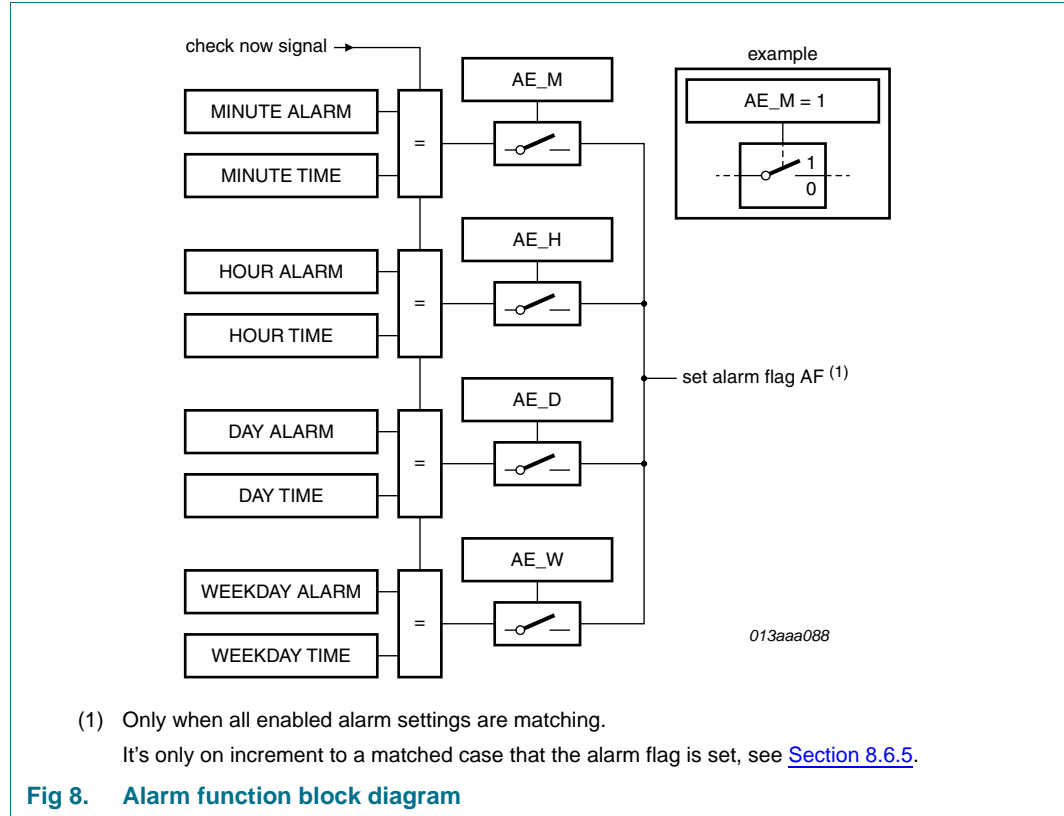 check now signal
example
AE_M
AE_M = 1
MINUTE ALARM
=
MINUTE TIME
1
0
AE_H
HOUR ALARM
=
HOUR TIME
set alarm flag AF (1)
AE_D
DAY ALARM
=
DAY TIME
AE_W
WEEKDAY ALARM
=
WEEKDAY TIME
013aaa088
(1) Only when all enabled alarm settings are matching.
It's only on increment to a matched case that the alarm flag is set, see Section 8.6.5.
Fig 8. Alarm function block diagram